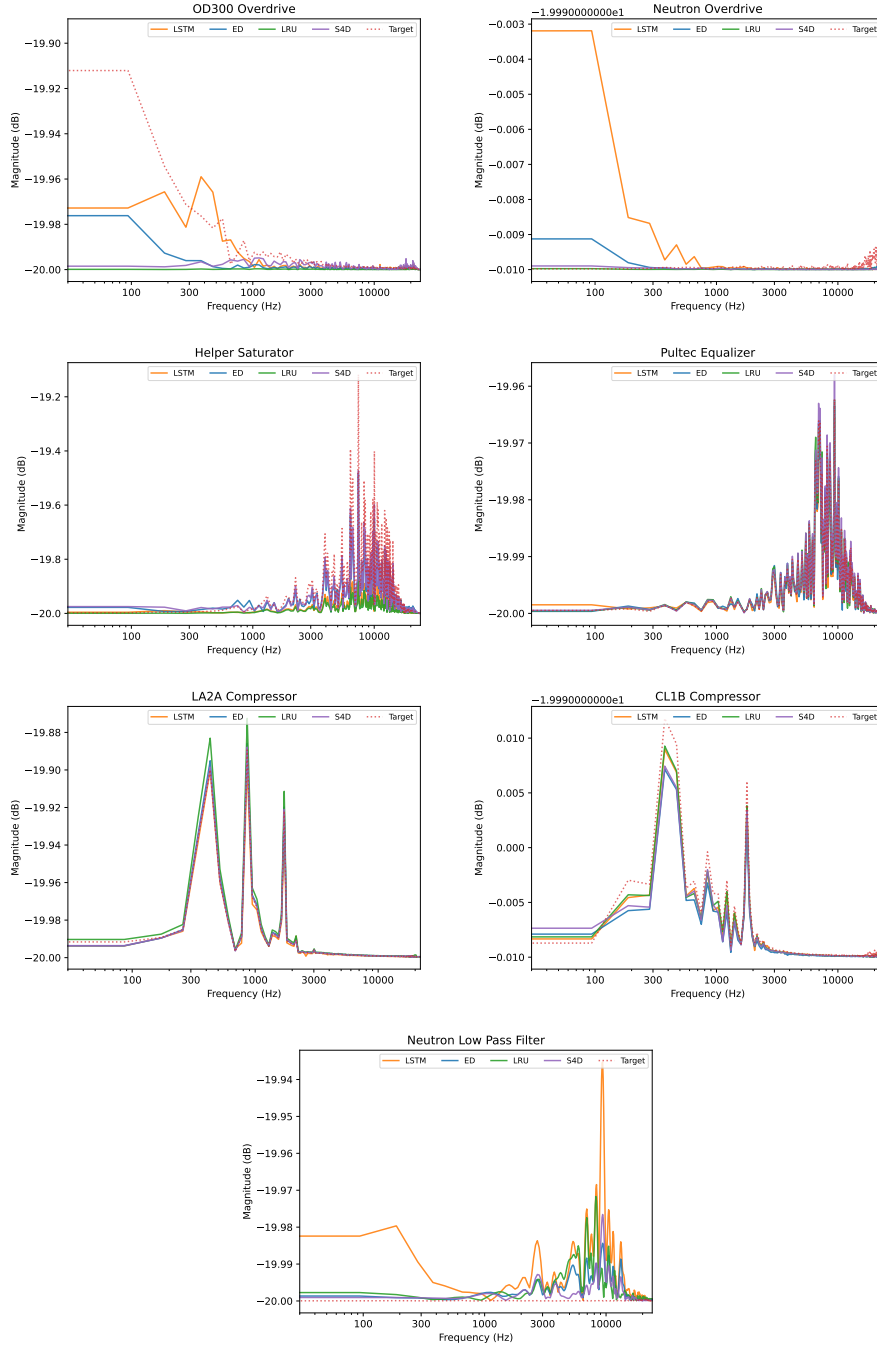 OD300 Overdrive
LSTM ED LRU S4D Target
−19.90
−19.92
−19.94
−19.96
−19.98
−20.00
Magnitude (dB)
100 300 1000 3000 10000
Frequency (Hz)
Neutron Overdrive
−1.9990000000e1
LSTM ED LRU S4D Target
−0.003
−0.004
−0.005
−0.006
−0.007
−0.008
−0.009
−0.010
Magnitude (dB)
100 300 1000 3000 10000
Frequency (Hz)
Helper Saturator
LSTM ED LRU S4D Target
−19.2
−19.4
−19.6
−19.8
−20.0
Magnitude (dB)
100 300 1000 3000 10000
Frequency (Hz)
Pultec Equalizer
LSTM ED LRU S4D Target
−19.96
−19.97
−19.98
−19.99
−20.00
Magnitude (dB)
100 300 1000 3000 10000
Frequency (Hz)
LA2A Compressor
LSTM ED LRU S4D Target
−19.88
−19.90
−19.92
−19.94
−19.96
−19.98
−20.00
Magnitude (dB)
100 300 1000 3000 10000
Frequency (Hz)
CL1B Compressor
−1.9990000000e1
LSTM ED LRU S4D Target
0.010
0.005
0.000
−0.005
−0.010
Magnitude (dB)
100 300 1000 3000 10000
Frequency (Hz)
Neutron Low Pass Filter
LSTM ED LRU S4D Target
−19.94
−19.95
−19.96
−19.97
−19.98
−19.99
−20.00
Magnitude (dB)
100 300 1000 3000 10000
Frequency (Hz)